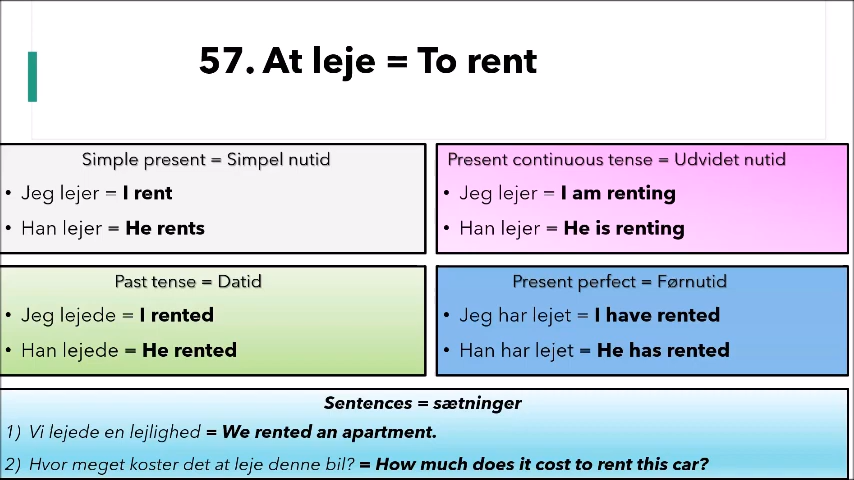 57. At leje = To rent
Simple present = Simpel nutid
• Jeg lejer = I rent
• Han lejer = He rents
Present continuous tense = Udvidet nutid
• Jeg lejer = I am renting
• Han lejer = He is renting
Past tense = Datid
• Jeg lejede = I rented
• Han lejede = He rented
Present perfect = Førnutid
• Jeg har lejet = I have rented
• Han har lejet = He has rented
Sentences = sætninger
1) Vi lejede en lejlighed = We rented an apartment.
2) Hvor meget koster det at leje denne bil? = How much does it cost to rent this car?